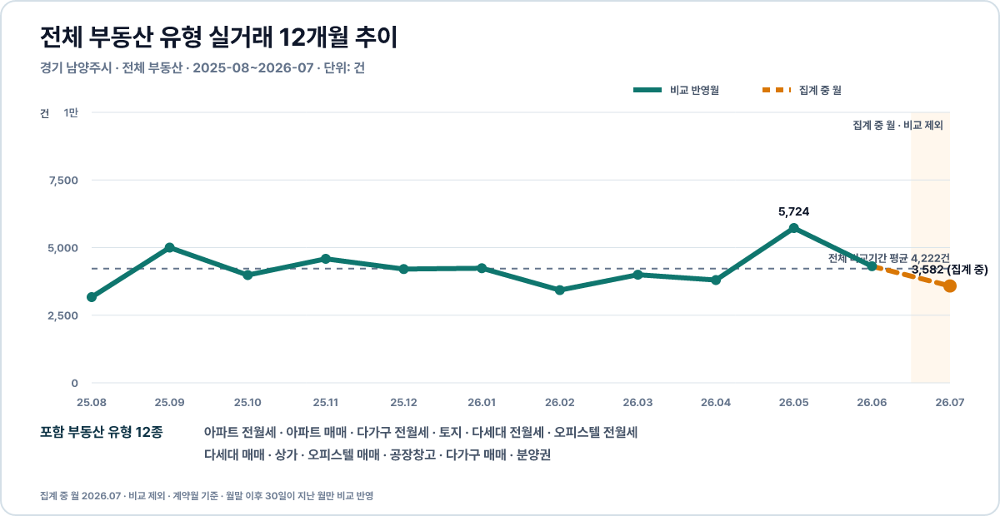 전체 부동산 유형 실거래 12개월 추이
경기 남양주시 · 전체 부동산 · 2025-08~2026-07 · 단위: 건
비교 반영월
집계 중 월
건
1만
집계 중 월 · 비교 제외
7,500
5,724
5,000
전체 비교기간 평균 4,222건
3,582 (집계 중)
2,500
0
25.08 25.09 25.10 25.11 25.12 26.01 26.02 26.03 26.04 26.05 26.06 26.07
포함 부동산 유형 12종
아파트 전월세 · 아파트 매매 · 다가구 전월세 · 토지 · 다세대 전월세 · 오피스텔 전월세
다세대 매매 · 상가 · 오피스텔 매매 · 공장창고 · 다가구 매매 · 분양권
집계 중 월 2026.07 · 비교 제외 · 계약월 기준 · 월말 이후 30일이 지난 월만 비교 반영